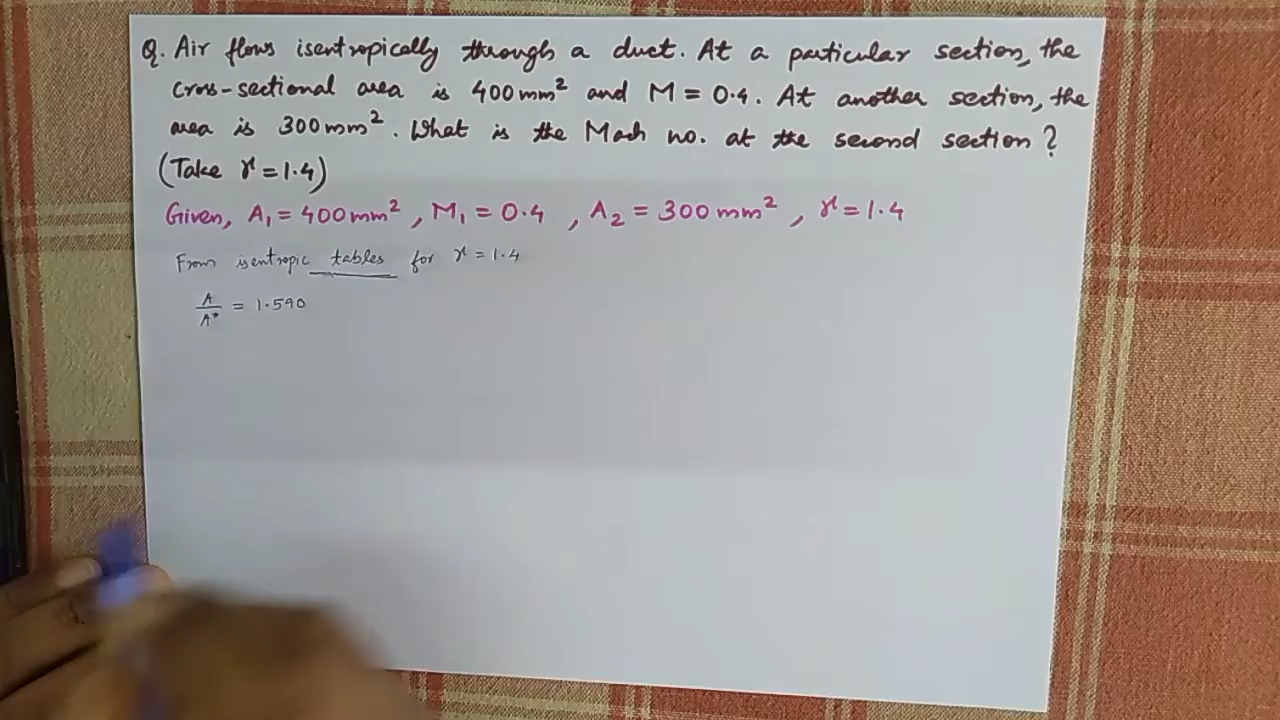 Q. Air flows isentropically through a duct. At a particular section, the
cross-sectional area is 400 mm² and M = 0.4. At another section, the
area is 300 mm². What is the Mach no. at the second section?
(Take γ = 1.4)
Given, A₁ = 400 mm², M₁ = 0.4, A₂ = 300 mm², γ = 1.4
From isentropic tables for γ = 1.4
A/A* = 1.590